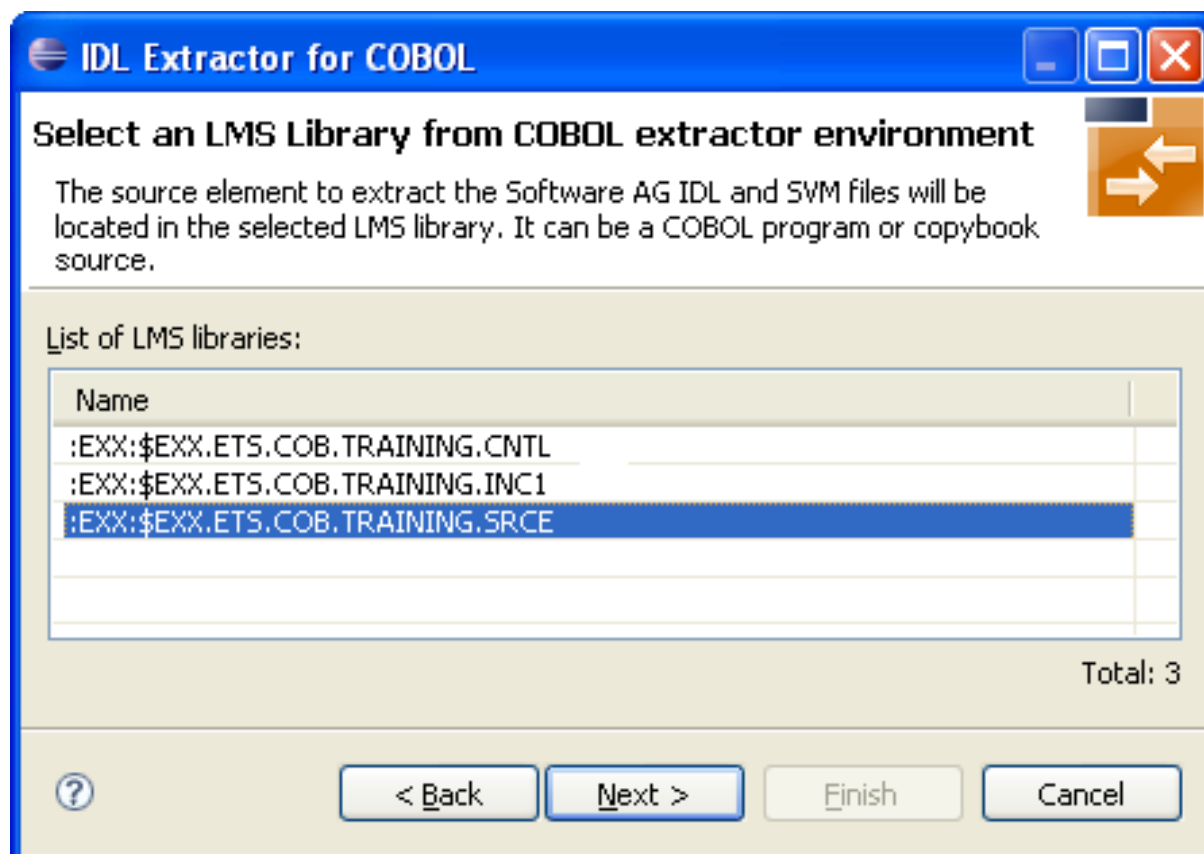 IDL Extractor for COBOL
Select an LMS Library from COBOL extractor environment
The source element to extract the Software AG IDL and SVM files will be
located in the selected LMS library. It can be a COBOL program or copybook
source.
List of LMS libraries:
Name
:EXX:$EXX.ETS.COB.TRAINING.CNTL
:EXX:$EXX.ETS.COB.TRAINING.INC1
:EXX:$EXX.ETS.COB.TRAINING.SRCE
Total: 3
? < Back Next > Finish Cancel